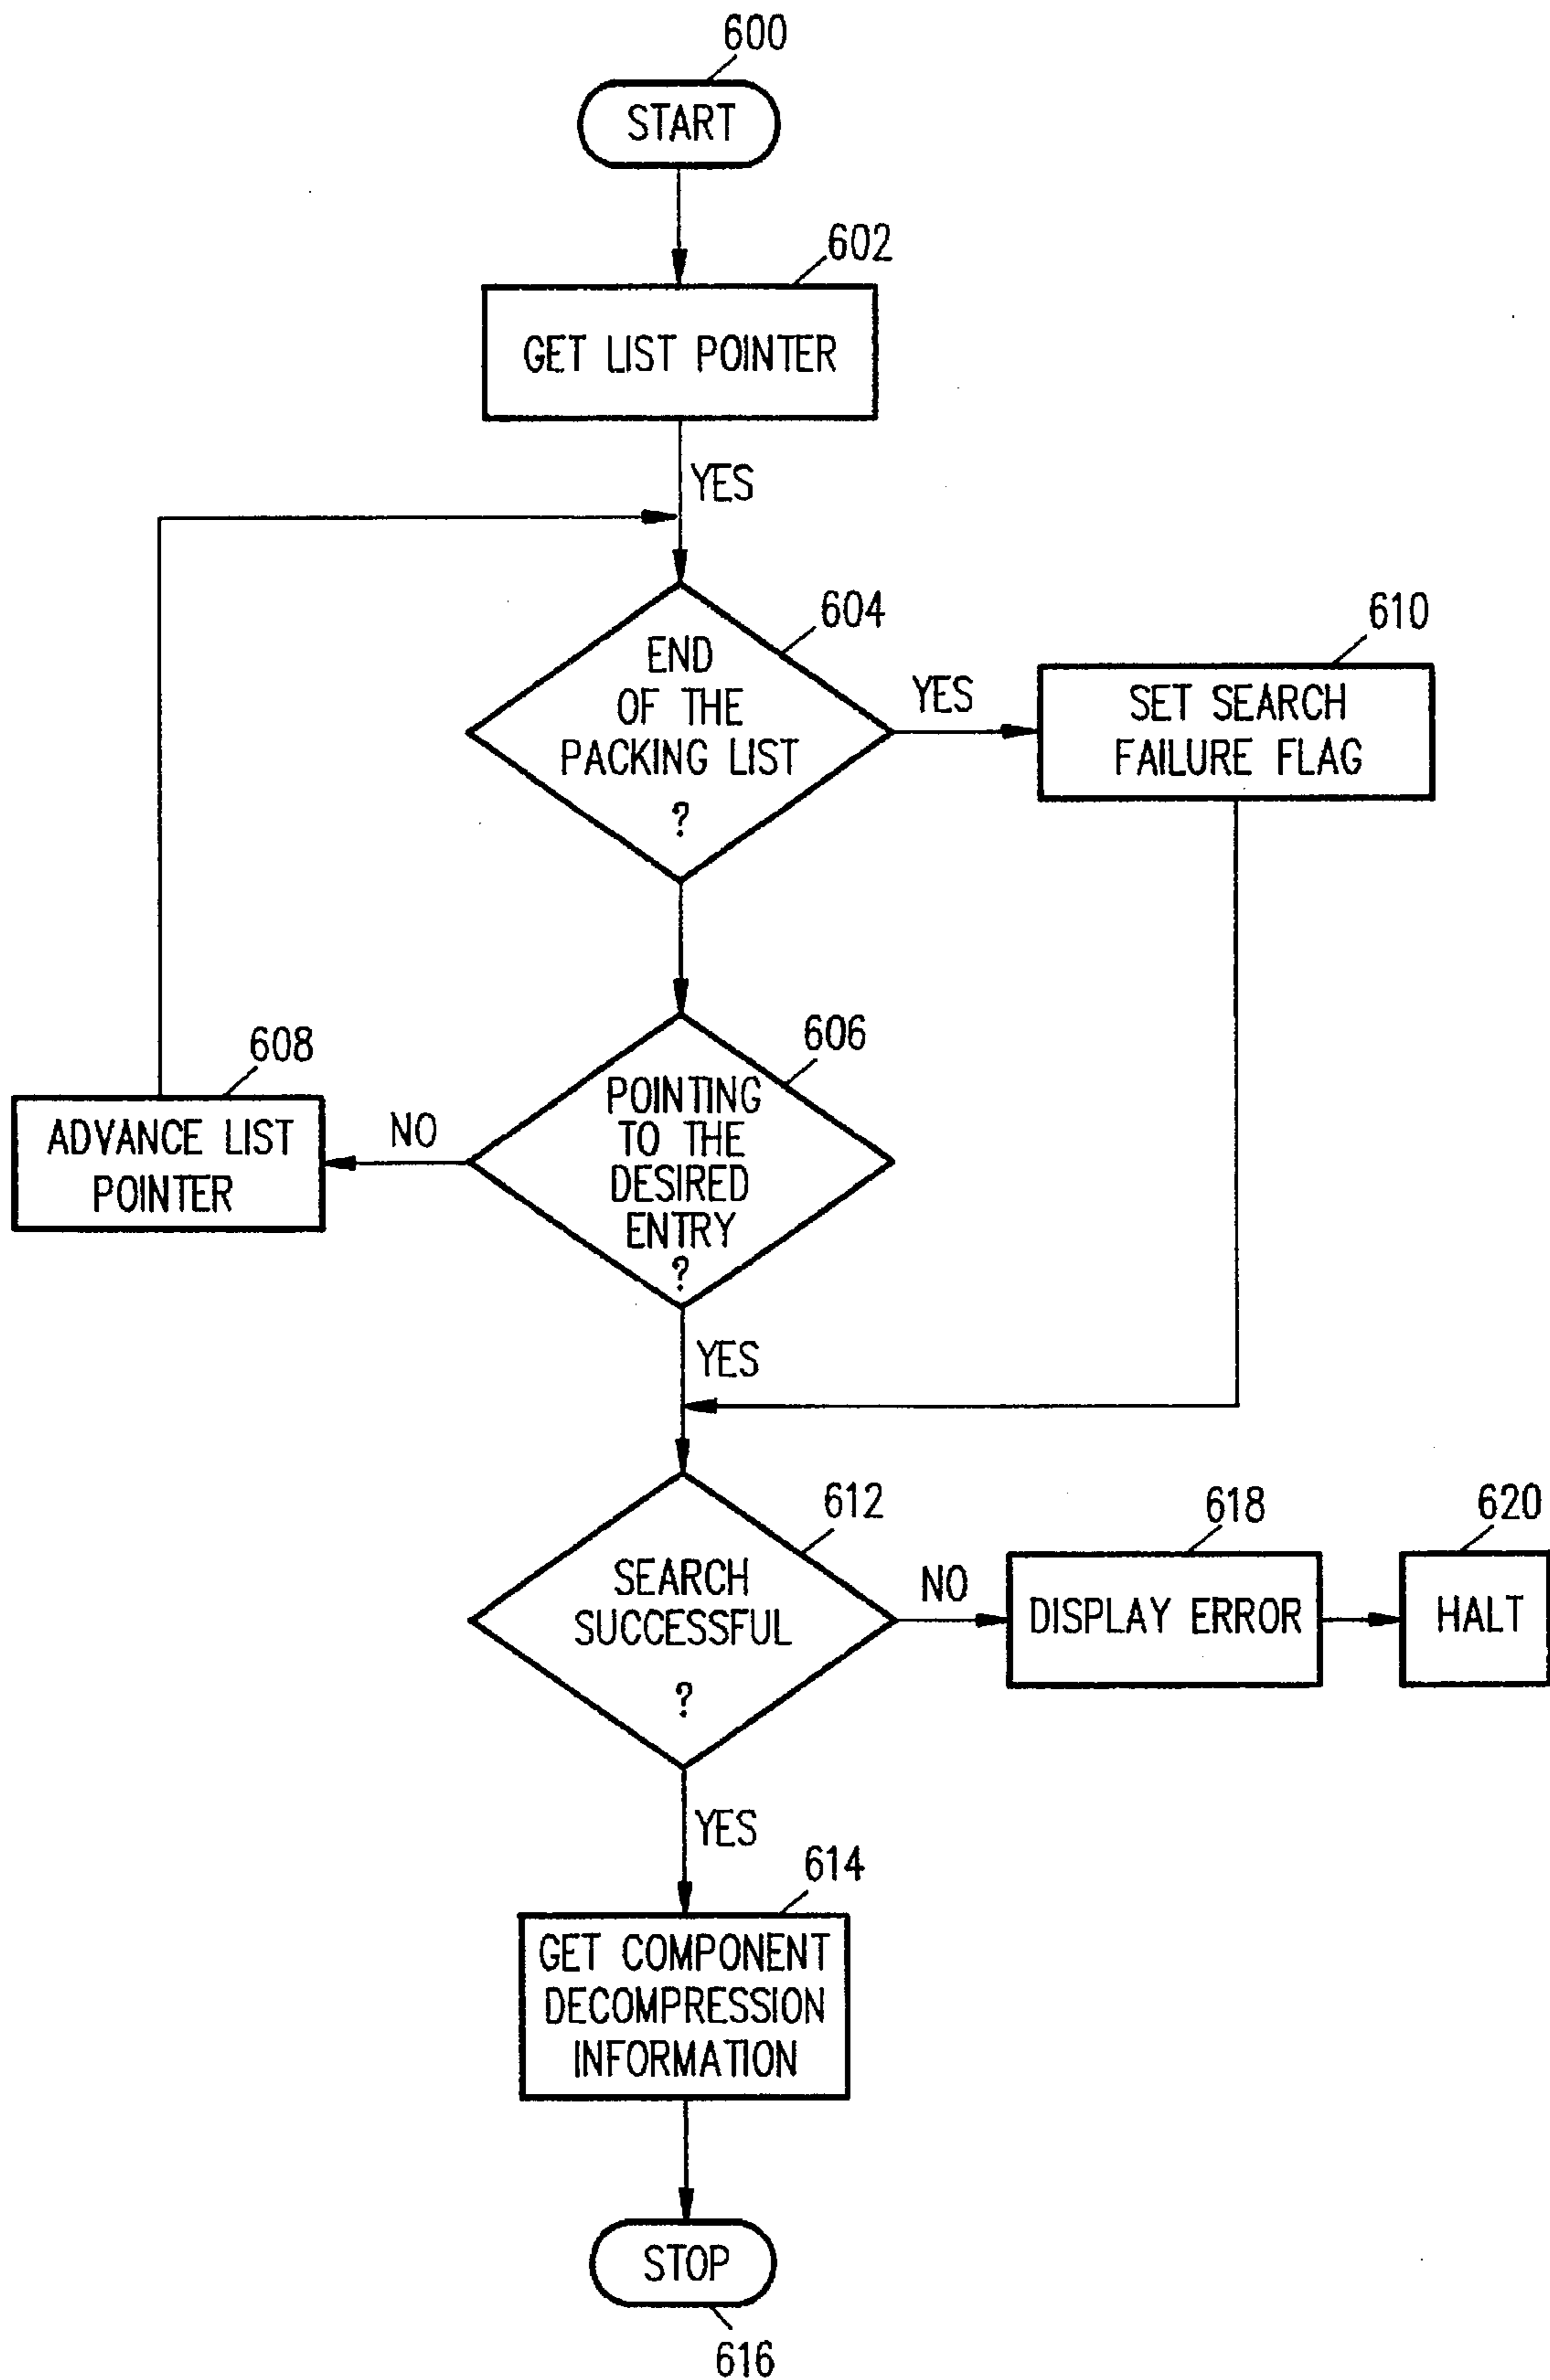 600
START
602
GET LIST POINTER
YES
604
END
OF THE
PACKING LIST
?
YES
610
SET SEARCH
FAILURE FLAG
606
POINTING
TO THE
DESIRED
ENTRY
?
NO
608
ADVANCE LIST
POINTER
YES
612
SEARCH
SUCCESSFUL
?
NO
618
DISPLAY ERROR
620
HALT
YES
614
GET COMPONENT
DECOMPRESSION
INFORMATION
STOP
616